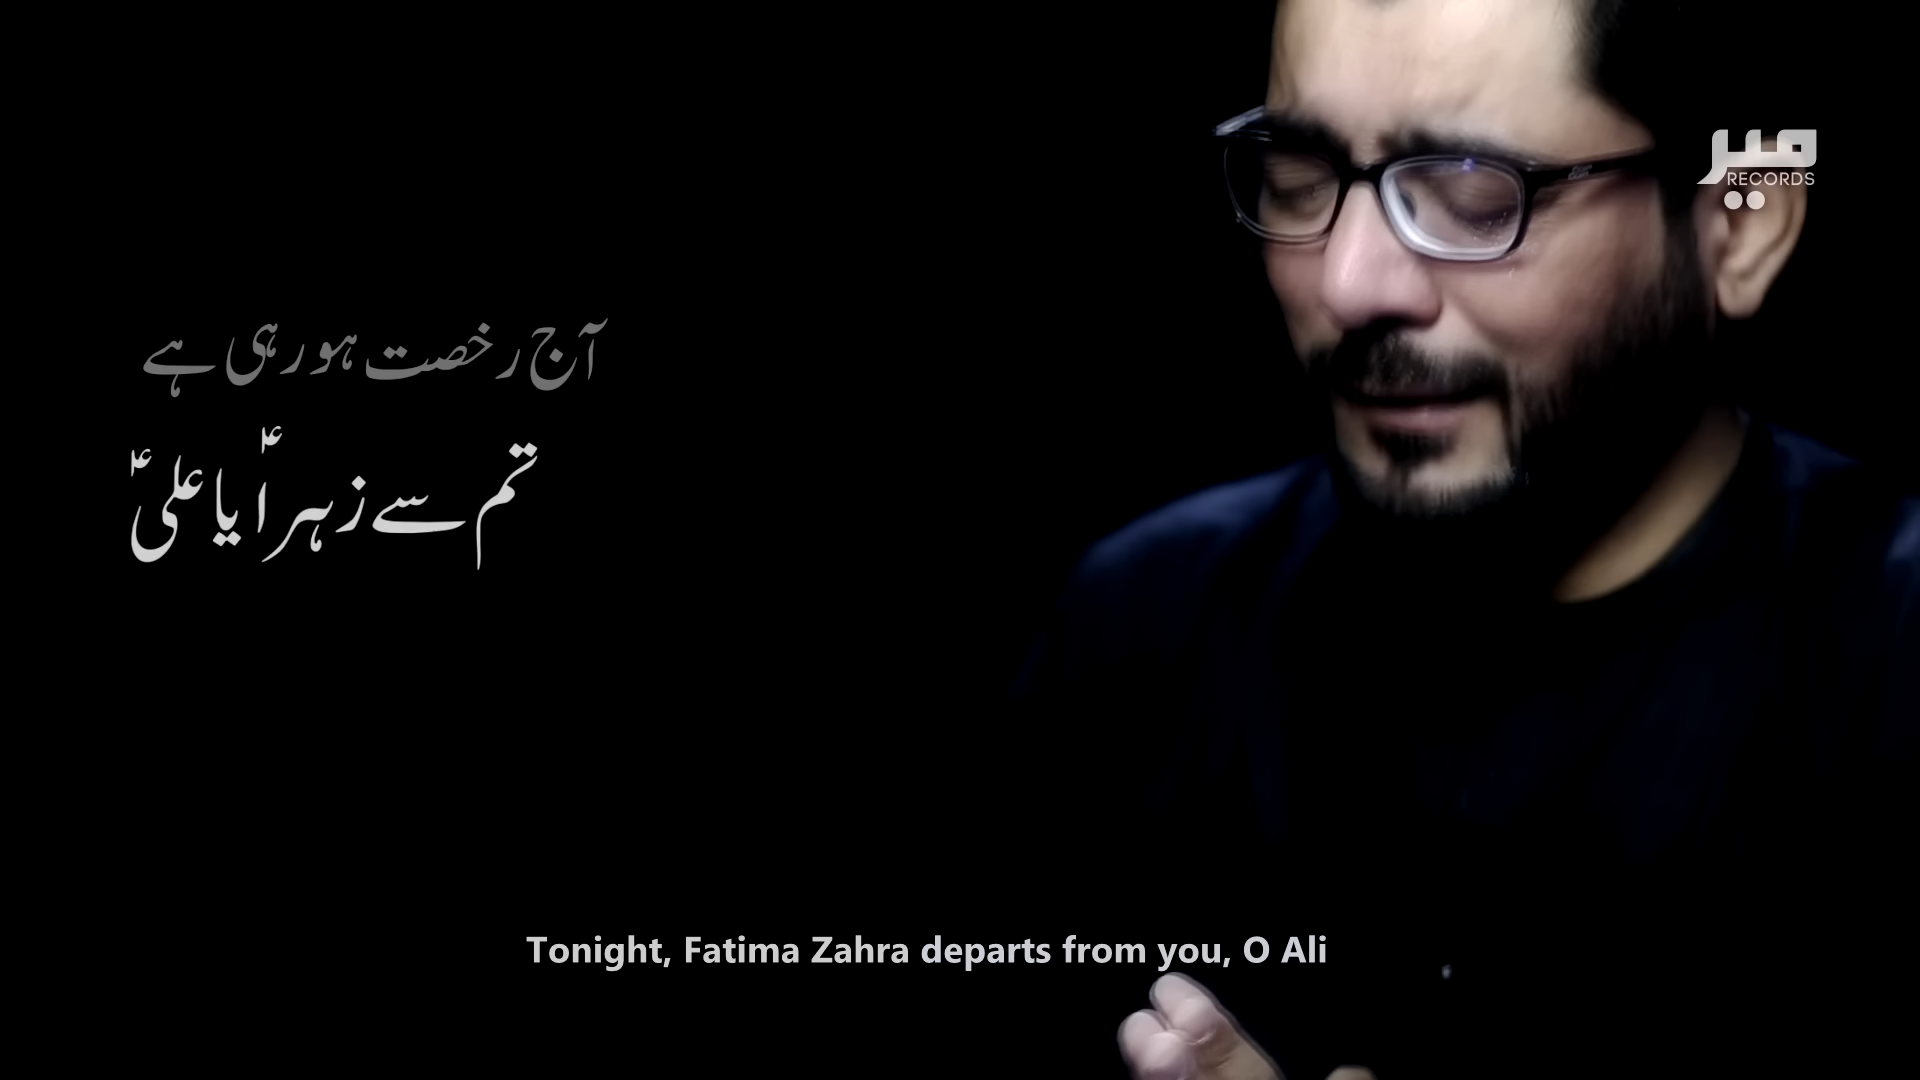 میر
RECORDS
آج رخصت ہو رہی ہے
تم سے زہراؑ یا علیؑ
Tonight, Fatima Zahra departs from you, O Ali